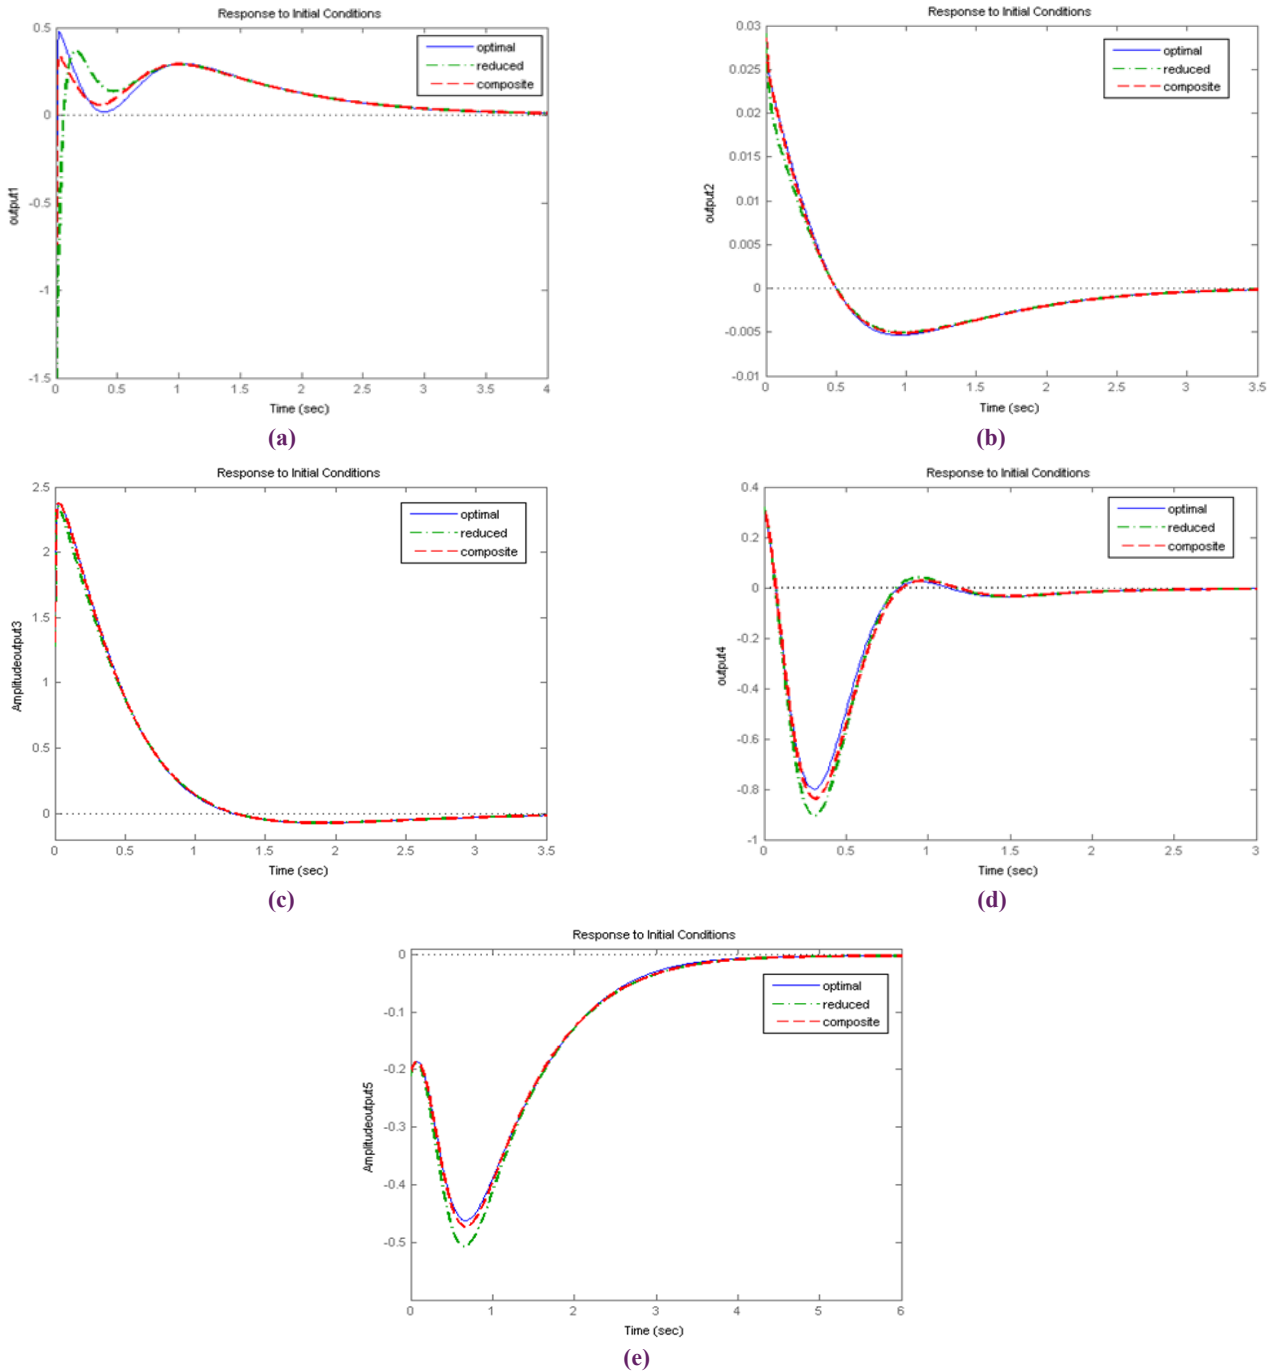 Response to Initial Conditions
0.5
0
-0.5
-1
-1.5
output1
optimal
reduced
composite
0 0.5 1 1.5 2 2.5 3 3.5 4
Time (sec)
(a)
Response to Initial Conditions
0.03
0.025
0.02
0.015
0.01
0.005
0
-0.005
-0.01
output2
optimal
reduced
composite
0 0.5 1 1.5 2 2.5 3 3.5
Time (sec)
(b)
Response to Initial Conditions
2.5
2
1.5
1
0.5
0
Amplitudeoutput3
optimal
reduced
composite
0 0.5 1 1.5 2 2.5 3 3.5
Time (sec)
(c)
Response to Initial Conditions
0.4
0.2
0
-0.2
-0.4
-0.6
-0.8
-1
output4
optimal
reduced
composite
0 0.5 1 1.5 2 2.5 3
Time (sec)
(d)
Response to Initial Conditions
0
-0.1
-0.2
-0.3
-0.4
-0.5
Amplitudeoutput5
optimal
reduced
composite
0 1 2 3 4 5 6
Time (sec)
(e)